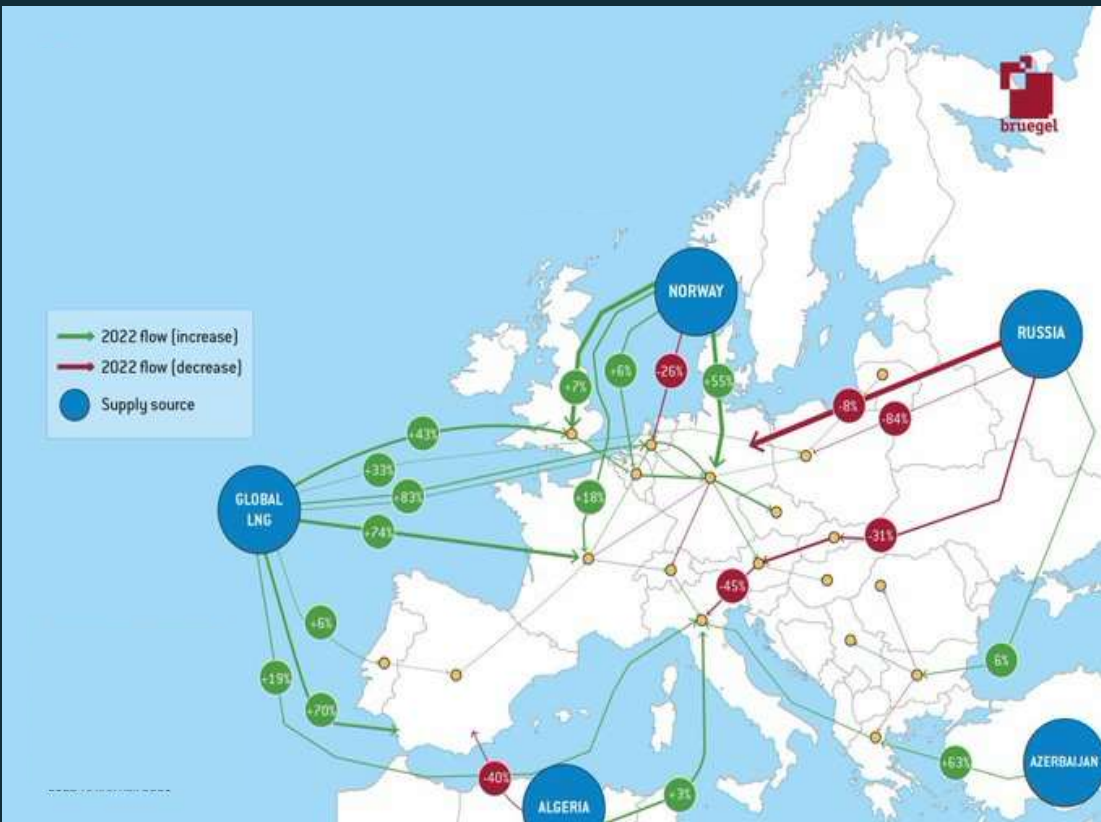 bruegel
NORWAY
RUSSIA
2022 flow (increase)
2022 flow (decrease)
Supply source
+7%
+6%
-26%
+55%
-8%
-84%
+43%
+33%
+83%
GLOBAL
LNG
+18%
+74%
-31%
-45%
+6%
+19%
+70%
6%
+63%
AZERBAIJAN
-40%
ALGERIA
+3%